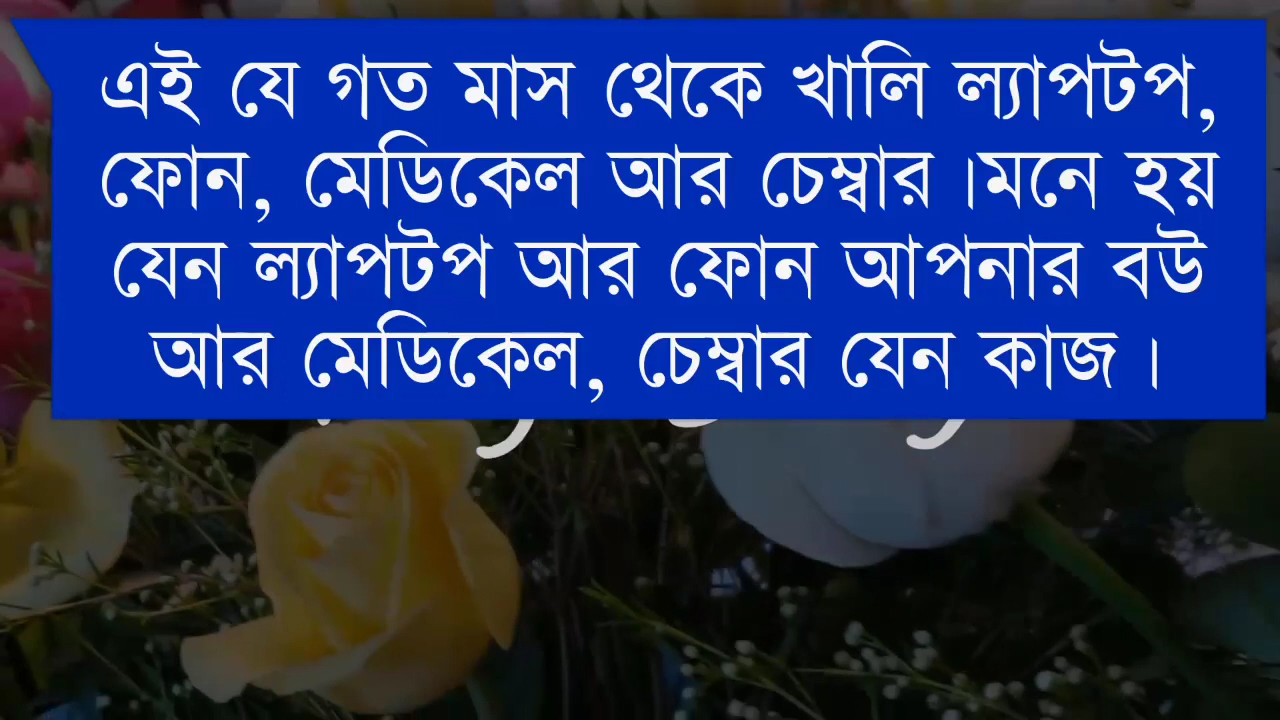 এই যে গত মাস থেকে খালি ল্যাপটপ,
ফোন, মেডিকেল আর চেম্বার।মনে হয়
যেন ল্যাপটপ আর ফোন আপনার বউ
আর মেডিকেল, চেম্বার যেন কাজ।